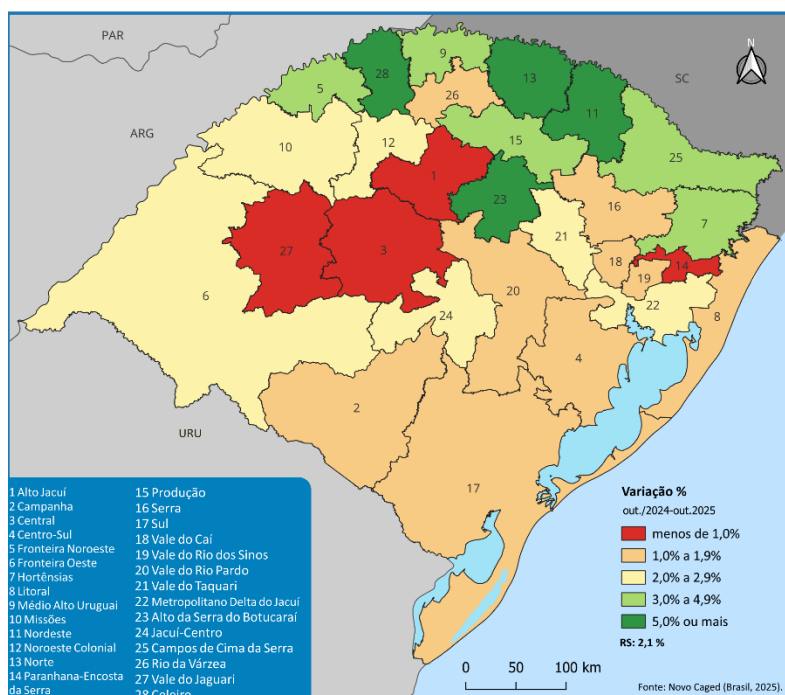 PAR
ARG
URU
SC
N
9
28
13
5
26
11
15
12
10
25
1
23
16
7
21
27
3
18
14
19
6
20
22
8
24
4
2
17
1 Alto Jacuí
2 Campanha
3 Central
4 Centro-Sul
5 Fronteira Noroeste
6 Fronteira Oeste
7 Hortênsias
8 Litoral
9 Médio Alto Uruguai
10 Missões
11 Nordeste
12 Noroeste Colonial
13 Norte
14 Paranhana-Encosta
da Serra
15 Produção
16 Serra
17 Sul
18 Vale do Caí
19 Vale do Rio dos Sinos
20 Vale do Rio Pardo
21 Vale do Taquari
22 Metropolitano Delta do Jacuí
23 Alto da Serra do Botucaraí
24 Jacuí-Centro
25 Campos de Cima da Serra
26 Rio da Várzea
27 Vale do Jaguari
28 Celeiro
Variação %
out./2024-out.2025
menos de 1,0%
1,0% a 1,9%
2,0% a 2,9%
3,0% a 4,9%
5,0% ou mais
RS: 2,1 %
0 50 100 km
Fonte: Novo Caged (Brasil, 2025).